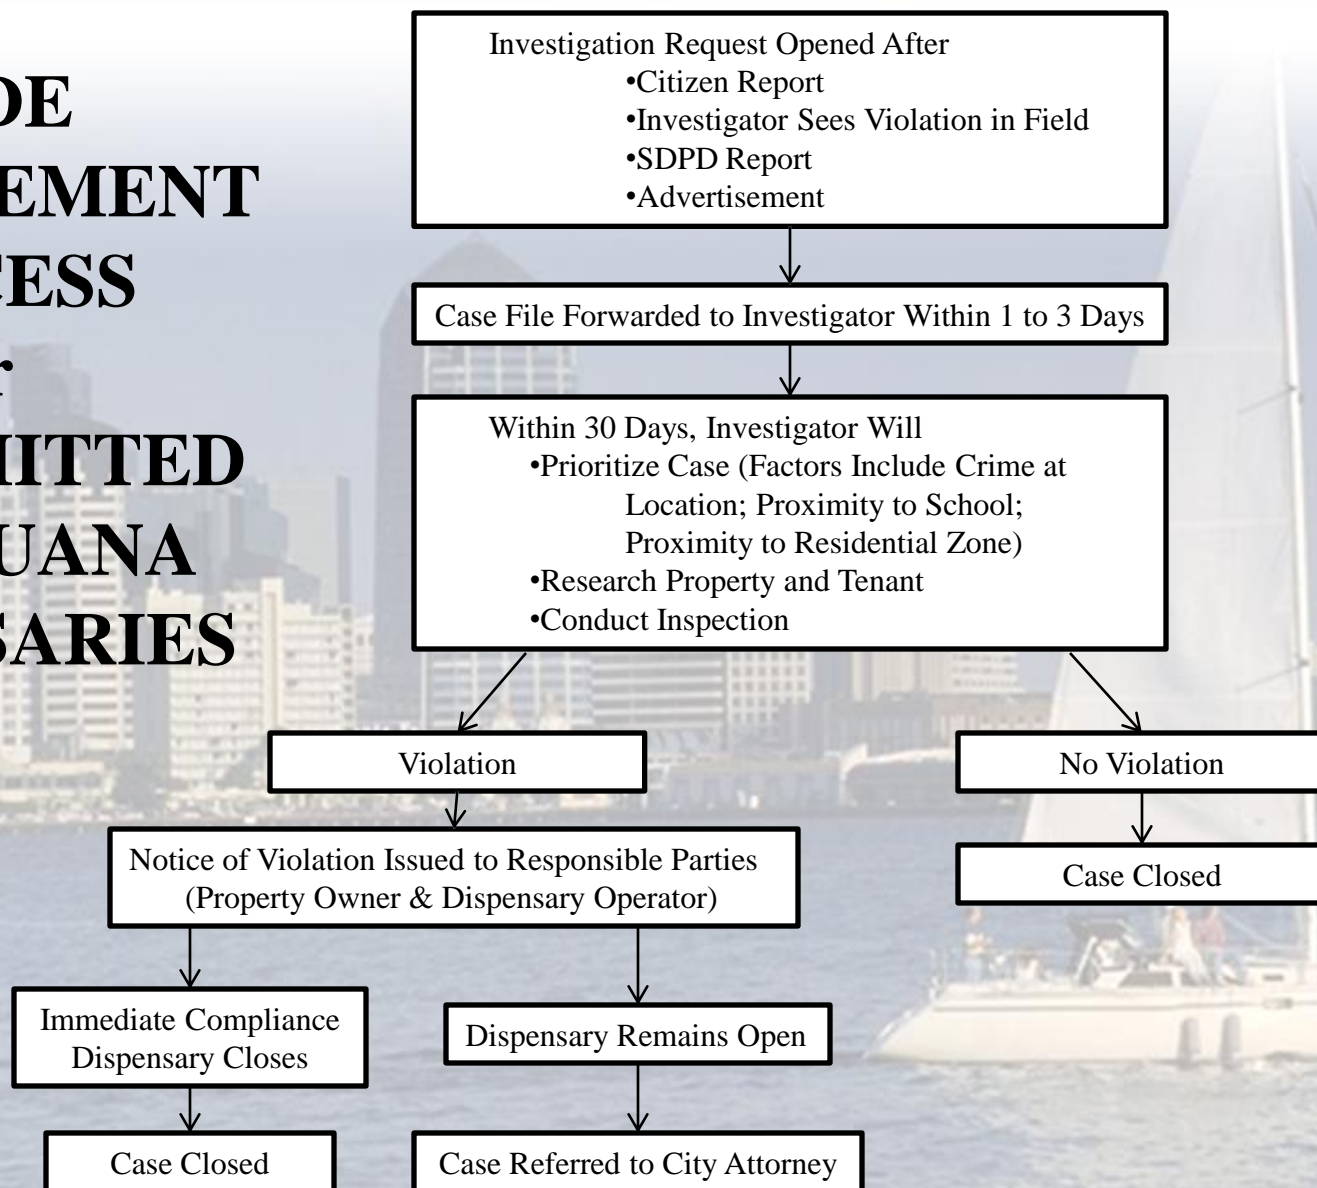 DE
EMENT
CESS
r
MITTED
UANA
SARIES
Investigation Request Opened After
•Citizen Report
•Investigator Sees Violation in Field
•SDPD Report
•Advertisement
Case File Forwarded to Investigator Within 1 to 3 Days
Within 30 Days, Investigator Will
•Prioritize Case (Factors Include Crime at
Location; Proximity to School;
Proximity to Residential Zone)
•Research Property and Tenant
•Conduct Inspection
Violation
No Violation
Notice of Violation Issued to Responsible Parties
(Property Owner & Dispensary Operator)
Case Closed
Immediate Compliance
Dispensary Closes
Dispensary Remains Open
Case Closed
Case Referred to City Attorney